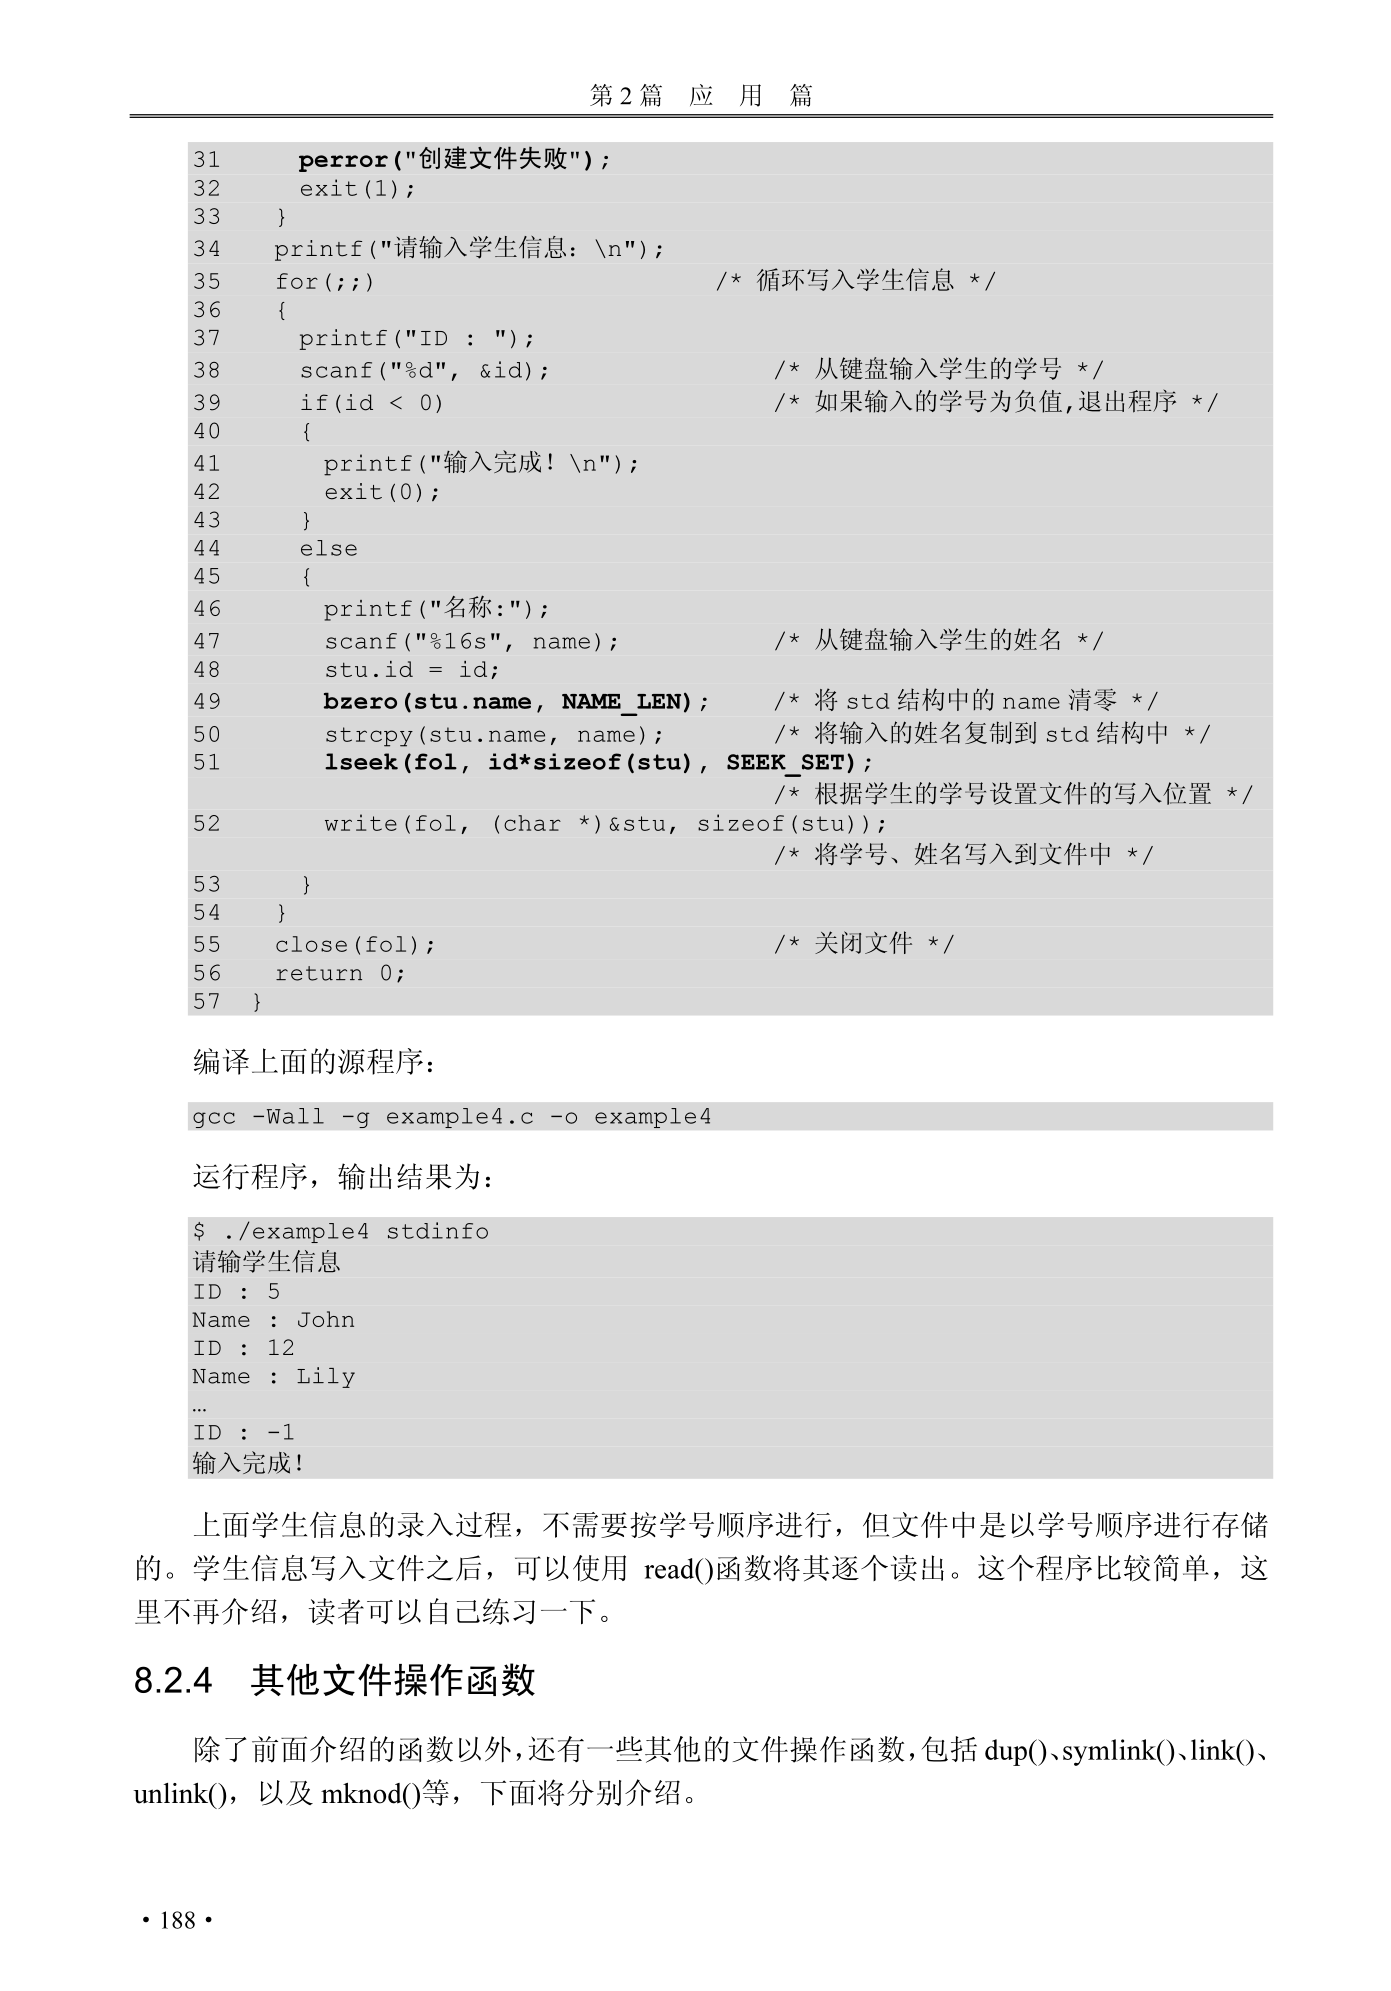 第 2 篇　应　用　篇
31 perror("创建文件失败");
32 exit(1);
33 }
34 printf("请输入学生信息：\n");
35 for(;;) /* 循环写入学生信息 */
36 {
37 printf("ID : ");
38 scanf("%d", &id); /* 从键盘输入学生的学号 */
39 if(id < 0) /* 如果输入的学号为负值,退出程序 */
40 {
41 printf("输入完成！\n");
42 exit(0);
43 }
44 else
45 {
46 printf("名称:");
47 scanf("%16s", name); /* 从键盘输入学生的姓名 */
48 stu.id = id;
49 bzero(stu.name, NAME_LEN); /* 将 std 结构中的 name 清零 */
50 strcpy(stu.name, name); /* 将输入的姓名复制到 std 结构中 */
51 lseek(fol, id*sizeof(stu), SEEK_SET);
/* 根据学生的学号设置文件的写入位置 */
52 write(fol, (char *)&stu, sizeof(stu));
/* 将学号、姓名写入到文件中 */
53 }
54 }
55 close(fol); /* 关闭文件 */
56 return 0;
57 }
编译上面的源程序：
gcc -Wall -g example4.c -o example4
运行程序，输出结果为：
$ ./example4 stdinfo
请输学生信息
ID : 5
Name : John
ID : 12
Name : Lily
…
ID : -1
输入完成！
上面学生信息的录入过程，不需要按学号顺序进行，但文件中是以学号顺序进行存储
的。学生信息写入文件之后，可以使用 read()函数将其逐个读出。这个程序比较简单，这
里不再介绍，读者可以自己练习一下。
8.2.4　其他文件操作函数
除了前面介绍的函数以外，还有一些其他的文件操作函数，包括 dup()、symlink()、link()、
unlink()，以及 mknod()等，下面将分别介绍。
·188·